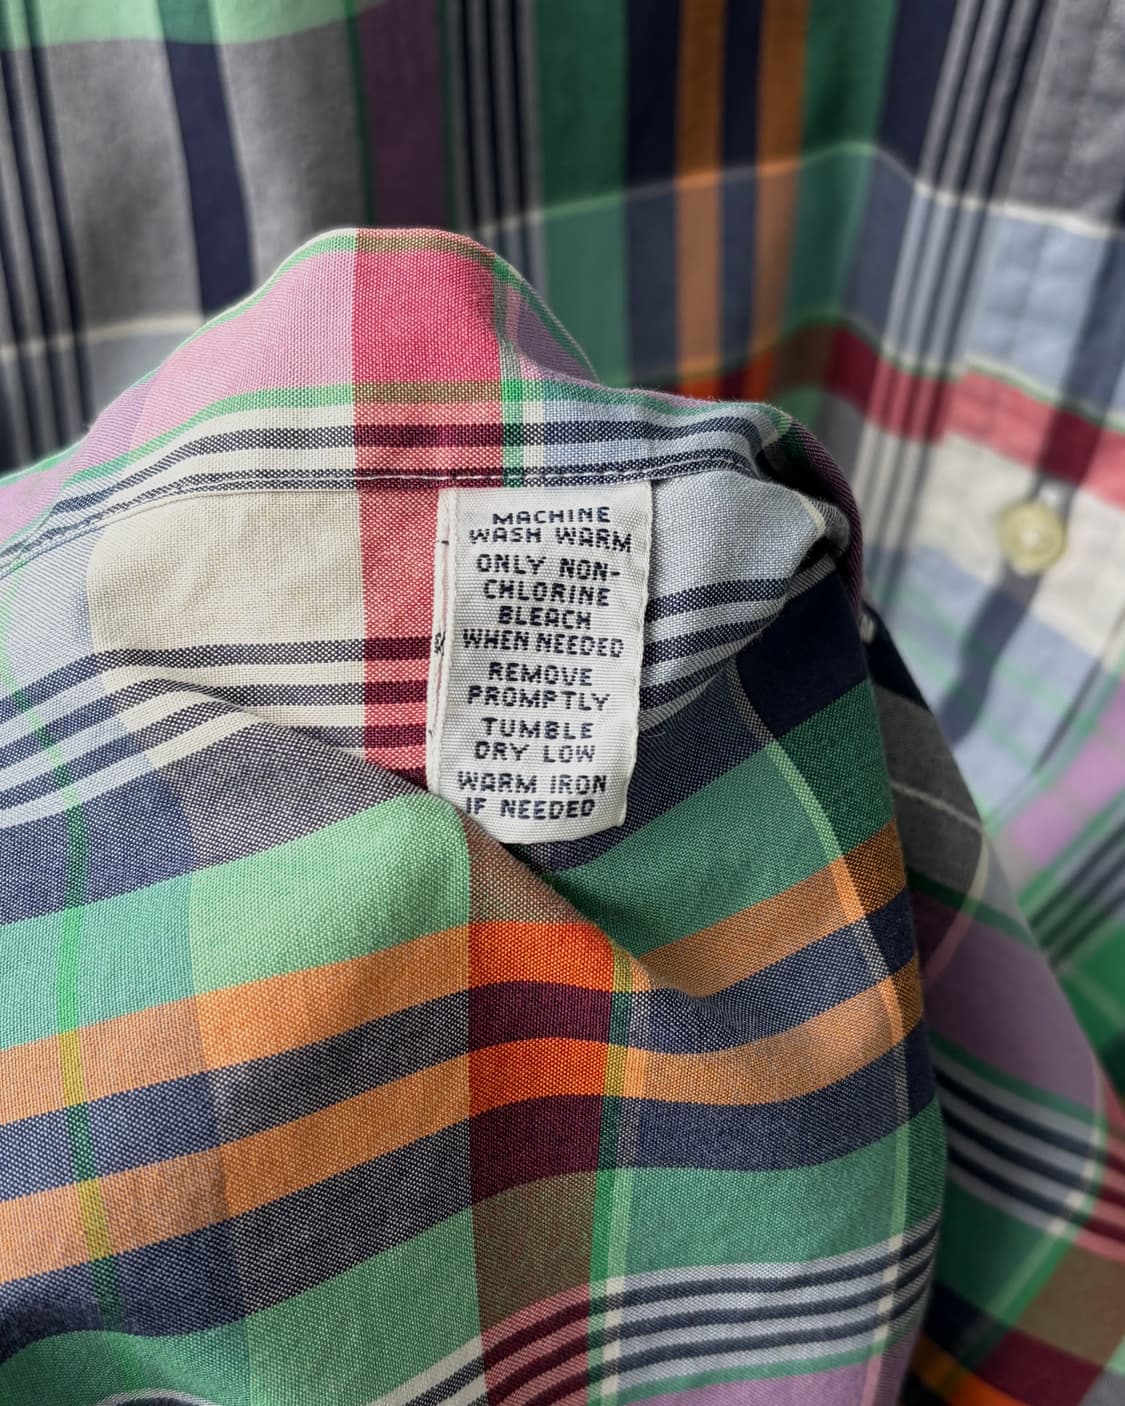 MACHINE
WASH WARM
ONLY NON-
CHLORINE
BLEACH
WHEN NEEDED
REMOVE
PROMPTLY
TUMBLE
DRY LOW
WARM IRON
IF NEEDED